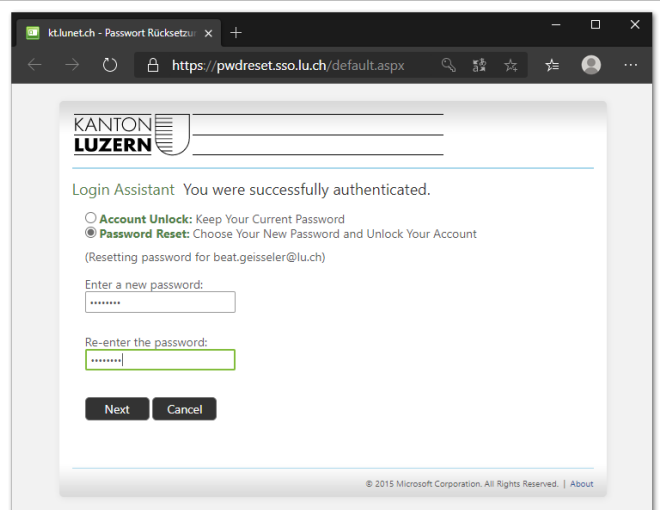 kt.lunet.ch - Passwort Rücksetzu
https://pwdreset.sso.lu.ch/default.aspx
KANTON
LUZERN
Login Assistant You were successfully authenticated.
Account Unlock: Keep Your Current Password
Password Reset: Choose Your New Password and Unlock Your Account
(Resetting password for beat.geisseler@lu.ch)
Enter a new password:
••••••••
Re-enter the password:
••••••••
Next Cancel
© 2015 Microsoft Corporation. All Rights Reserved. | About